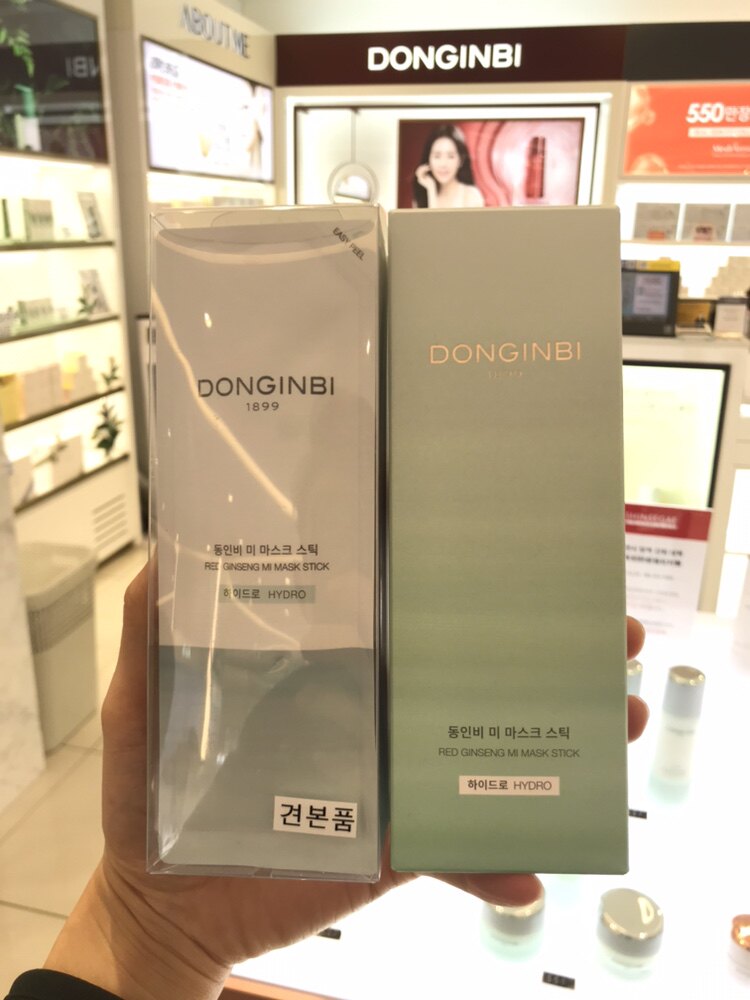 ABOUT ME
DONGINBI
550만장
EASY PEEL
DONGINBI
1899
동인비 미 마스크 스틱
RED GINSENG MI MASK STICK
하이드로 HYDRO
견본품
DONGINBI
동인비 미 마스크 스틱
RED GINSENG MI MASK STICK
하이드로 HYDRO
SHINSEGAE